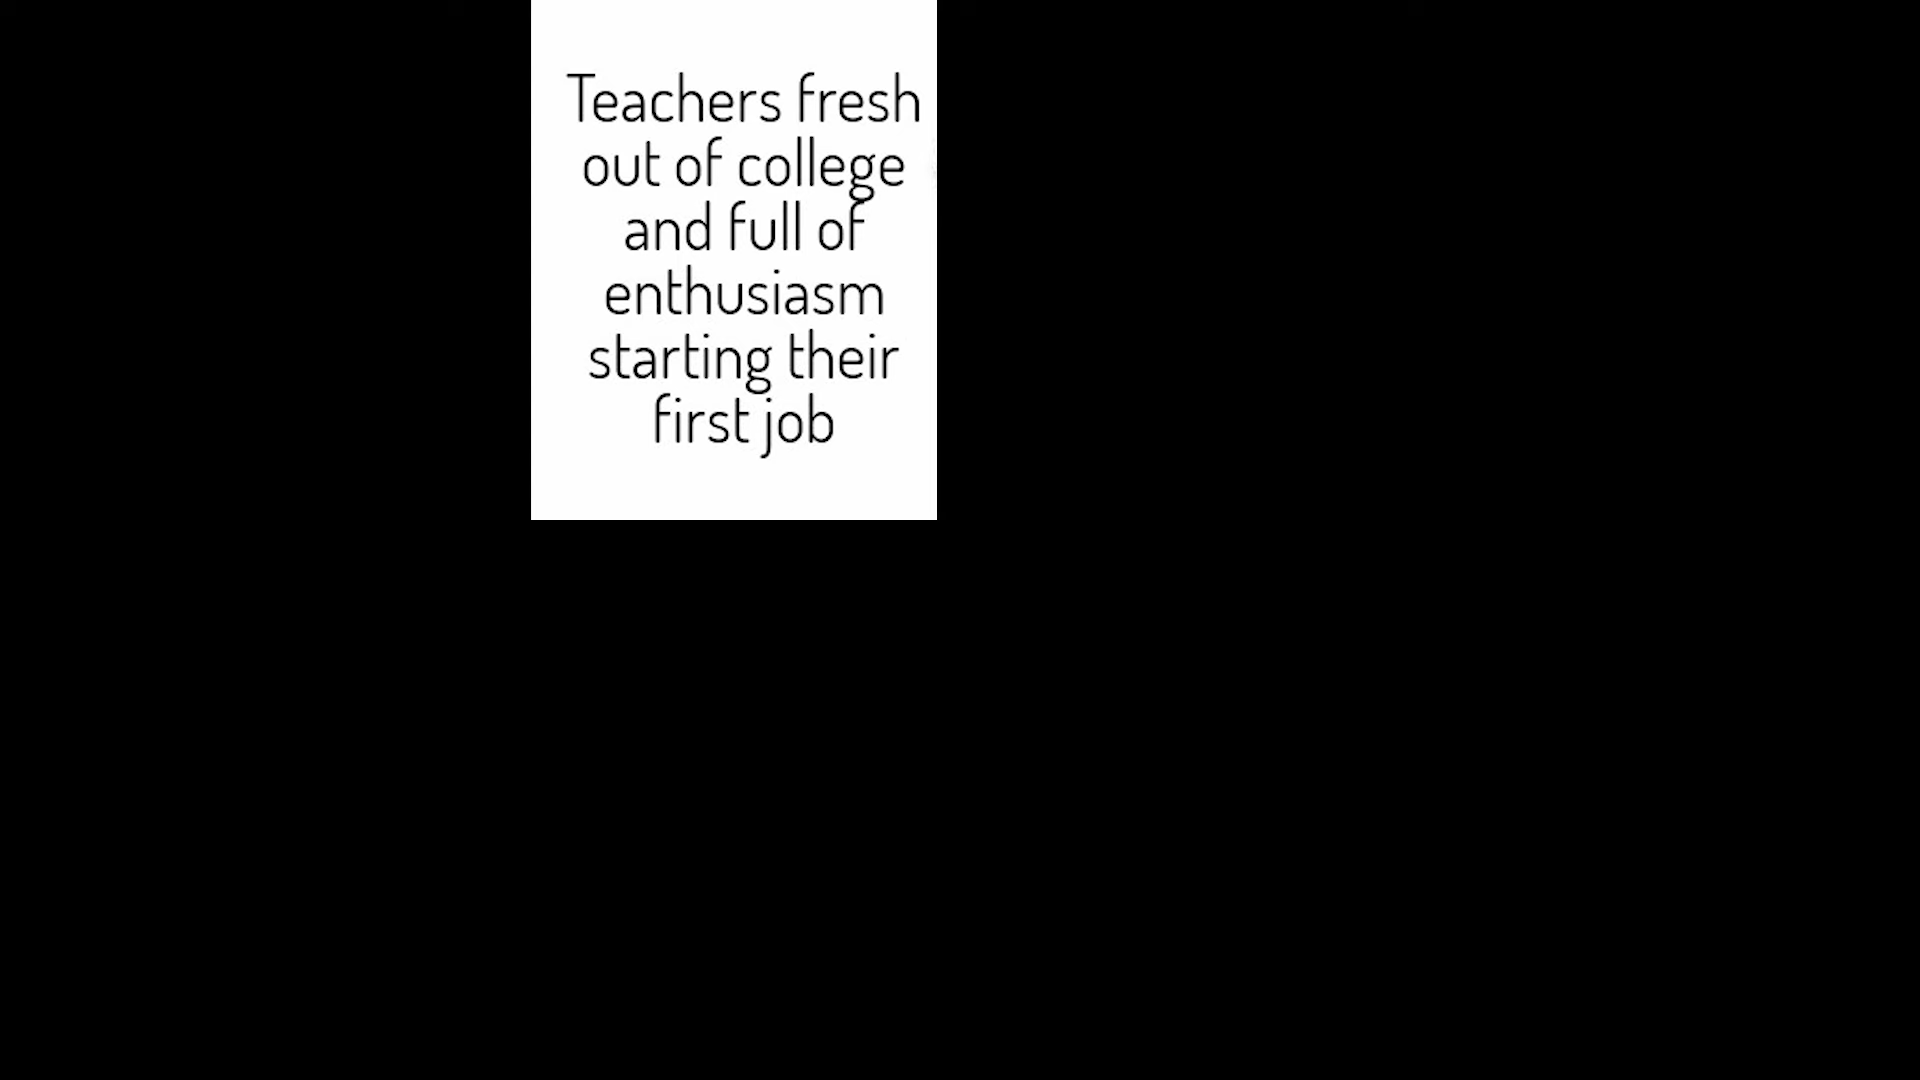 Teachers fresh
out of college
and full of
enthusiasm
starting their
first job